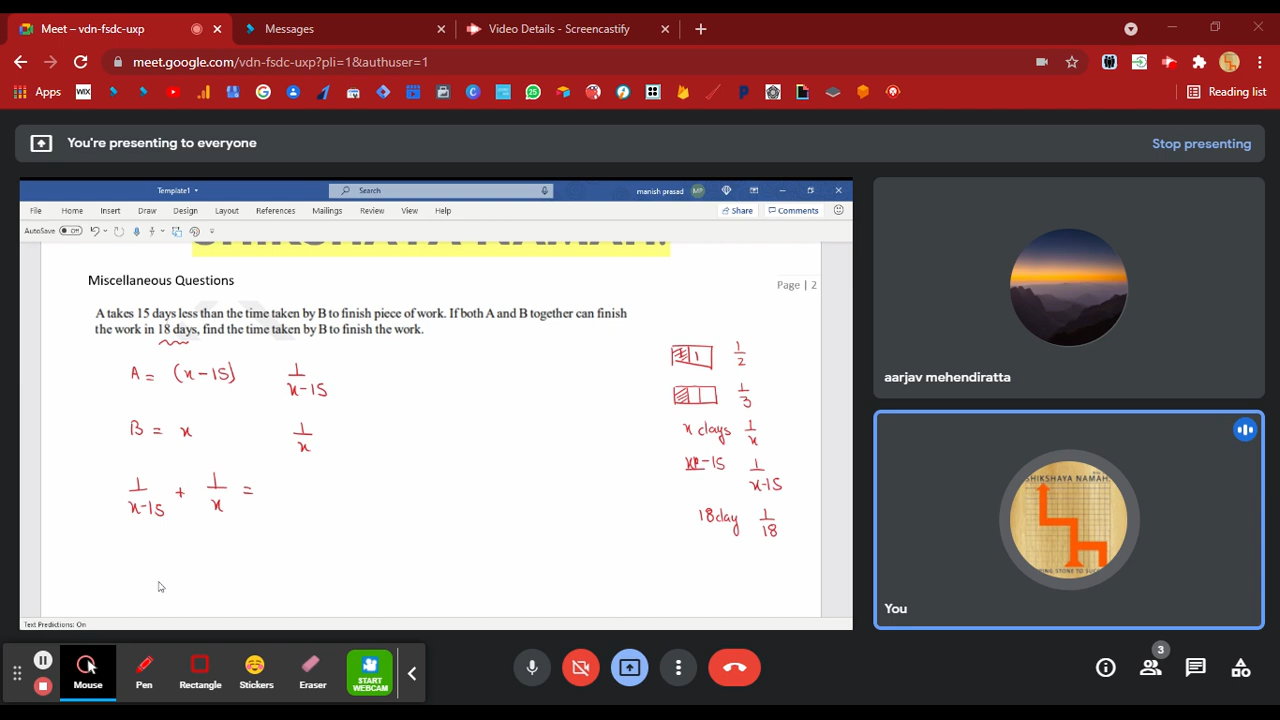 Meet – vdn-fsdc-uxp
Messages
Video Details - Screencastify
meet.google.com/vdn-fsdc-uxp?pli=1&authuser=1
Apps
WIX
Reading list
You're presenting to everyone
Stop presenting
Template1
Search
manish prasad
MP
File Home Insert Draw Design Layout References Mailings Review View Help
Share
Comments
AutoSave Off
SHIKSHAYA NAMAH.
Miscellaneous Questions
Page | 2
A takes 15 days less than the time taken by B to finish piece of work. If both A and B together can finish
the work in 18 days, find the time taken by B to finish the work.
A = (x-15) 1/x-15
B = x 1/x
1/x-15 + 1/x =
1 1/2
1/3
x days 1/x
-15 1/x-15
18day 1/18
Text Predictions: On
aarjav mehendiratta
SHIKSHAYA NAMAH
You
Mouse
Pen
Rectangle
Stickers
Eraser
START
WEBCAM
3